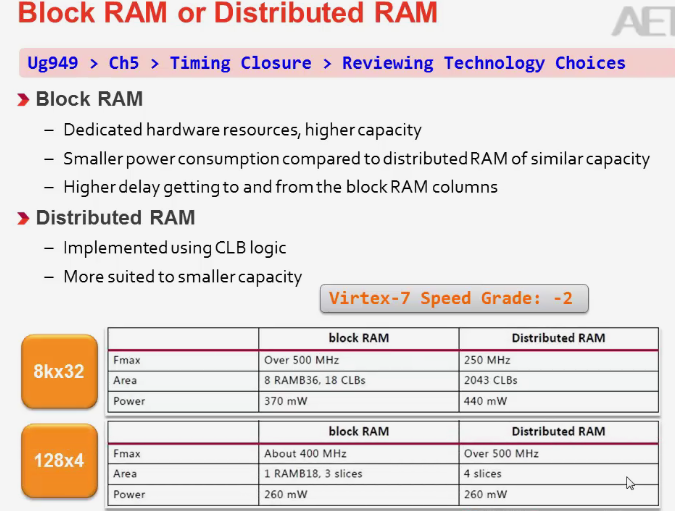 Block RAM or Distributed RAM
Ug949 > Ch5 > Timing Closure > Reviewing Technology Choices
Block RAM
– Dedicated hardware resources, higher capacity
– Smaller power consumption compared to distributed RAM of similar capacity
– Higher delay getting to and from the block RAM columns
Distributed RAM
– Implemented using CLB logic
– More suited to smaller capacity
Virtex-7 Speed Grade: -2
8kx32
block RAM Distributed RAM
Fmax Over 500 MHz 250 MHz
Area 8 RAMB36, 18 CLBs 2043 CLBs
Power 370 mW 440 mW
128x4
block RAM Distributed RAM
Fmax About 400 MHz Over 500 MHz
Area 1 RAMB18, 3 slices 4 slices
Power 260 mW 260 mW